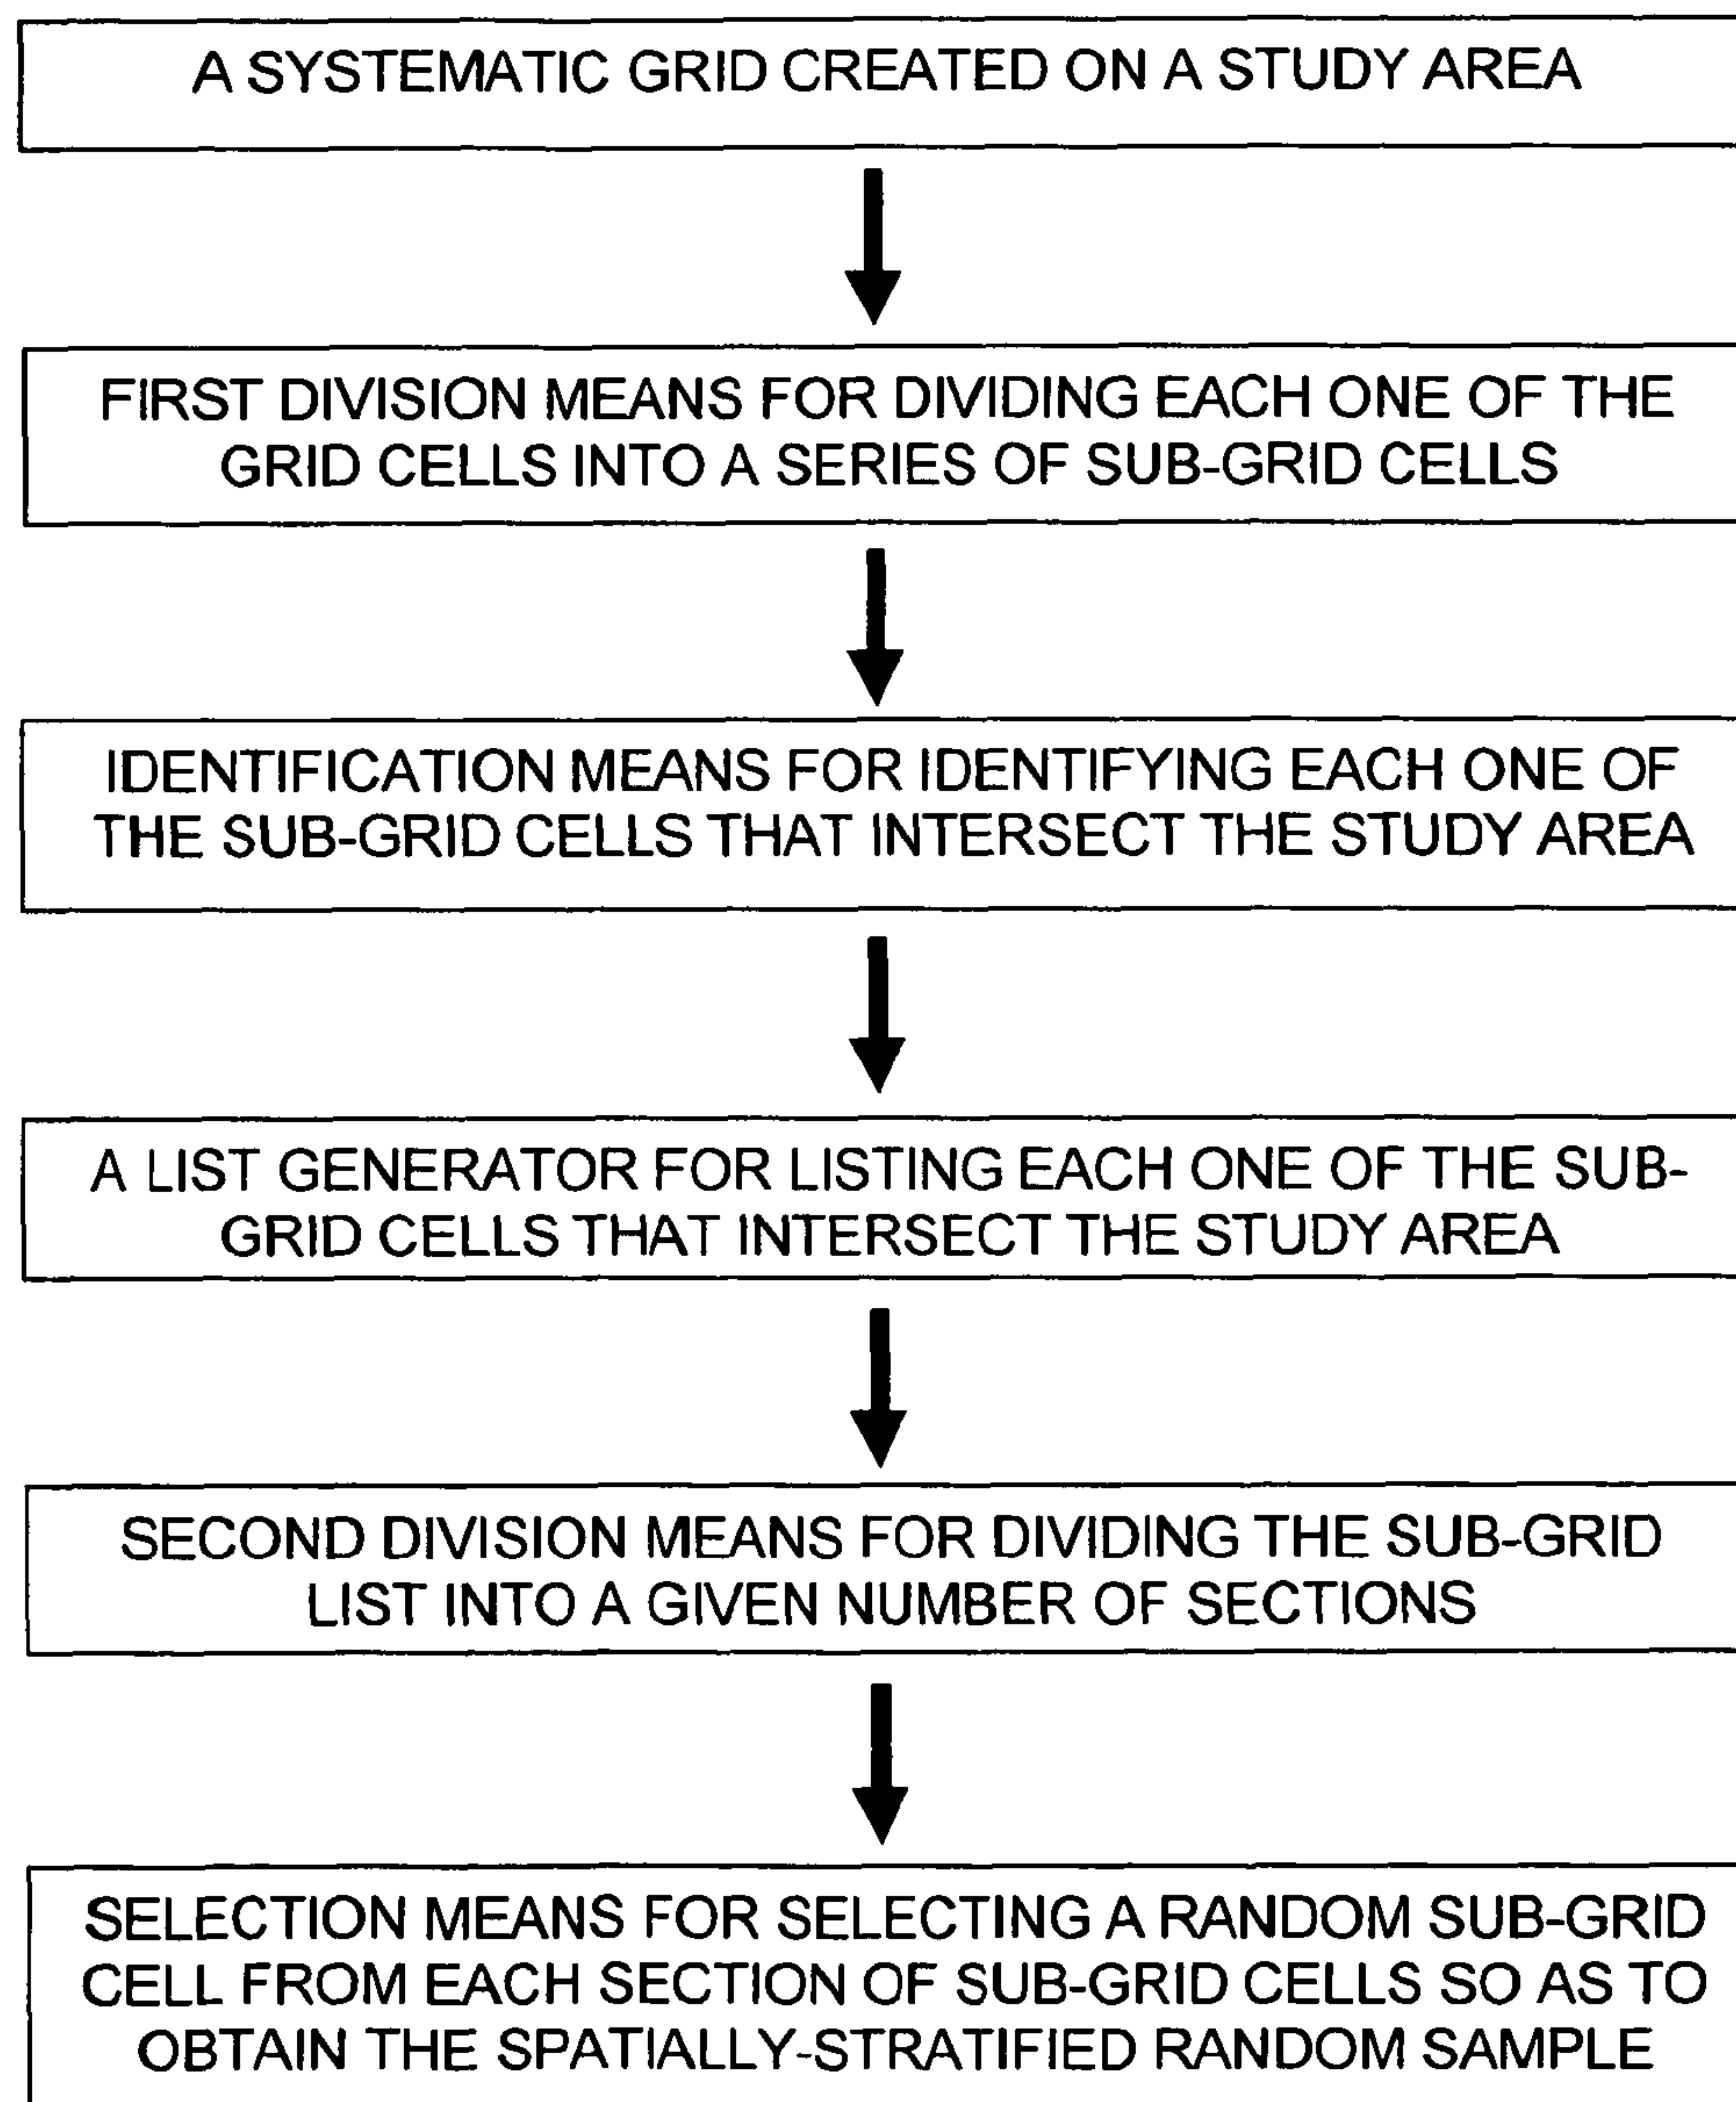 A SYSTEMATIC GRID CREATED ON A STUDY AREA
FIRST DIVISION MEANS FOR DIVIDING EACH ONE OF THE
GRID CELLS INTO A SERIES OF SUB-GRID CELLS
IDENTIFICATION MEANS FOR IDENTIFYING EACH ONE OF
THE SUB-GRID CELLS THAT INTERSECT THE STUDY AREA
A LIST GENERATOR FOR LISTING EACH ONE OF THE SUB-
GRID CELLS THAT INTERSECT THE STUDY AREA
SECOND DIVISION MEANS FOR DIVIDING THE SUB-GRID
LIST INTO A GIVEN NUMBER OF SECTIONS
SELECTION MEANS FOR SELECTING A RANDOM SUB-GRID
CELL FROM EACH SECTION OF SUB-GRID CELLS SO AS TO
OBTAIN THE SPATIALLY-STRATIFIED RANDOM SAMPLE